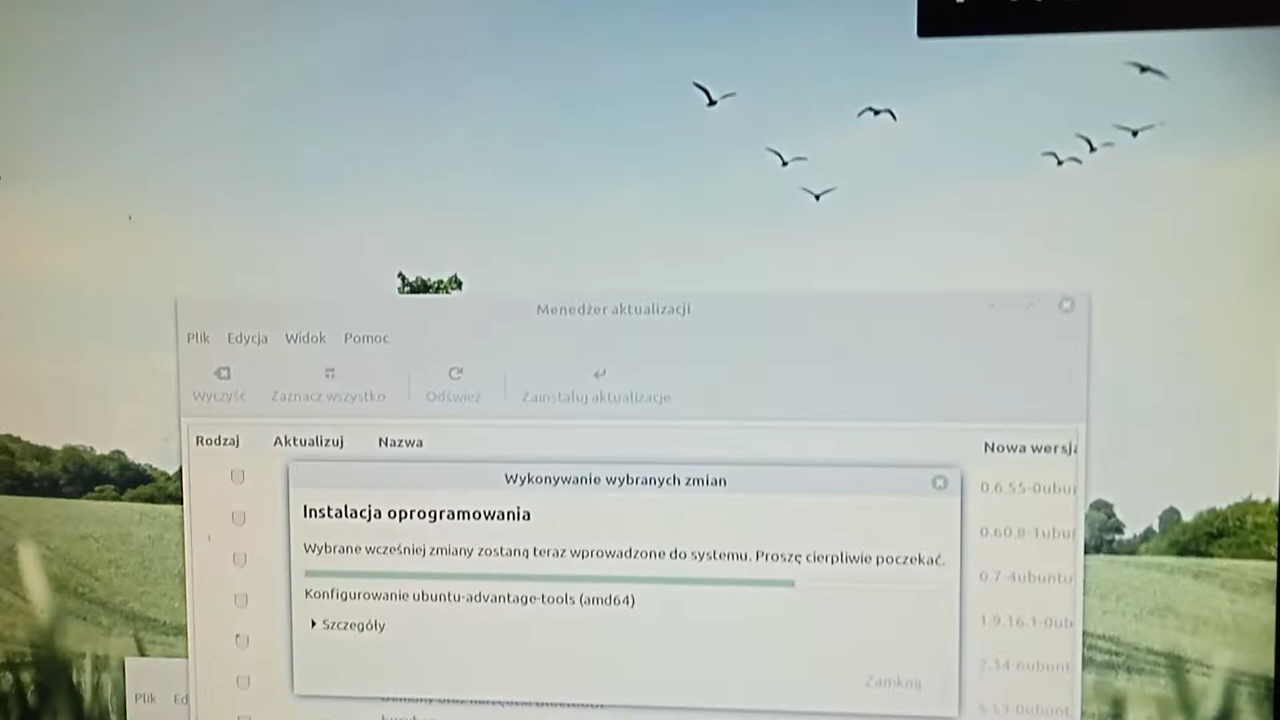 Menedżer aktualizacji
Plik Edycja Widok Pomoc
Wyczyść Zaznacz wszystko Odśwież Zainstaluj aktualizacje
Rodzaj Aktualizuj Nazwa Nowa wersja
Wykonywanie wybranych zmian
0.6.55-0ubun
Instalacja oprogramowania
0.60.8-1ubun
Wybrane wcześniej zmiany zostaną teraz wprowadzone do systemu. Proszę cierpliwie poczekać.
0.7-4ubuntu
Konfigurowanie ubuntu-advantage-tools (amd64)
1.9.16.1-0ub
Szczegóły
2.34-6ubunt
Zamknij
Plik Ed
5.53-0ubunt